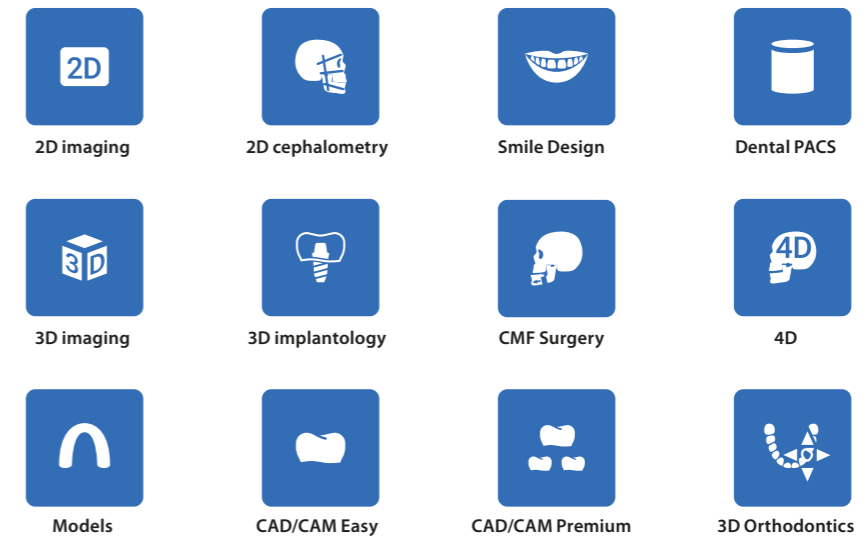 2D
2D imaging
2D cephalometry
Smile Design
Dental PACS
3D
4D
3D imaging
3D implantology
CMF Surgery
4D
Models
CAD/CAM Easy
CAD/CAM Premium
3D Orthodontics